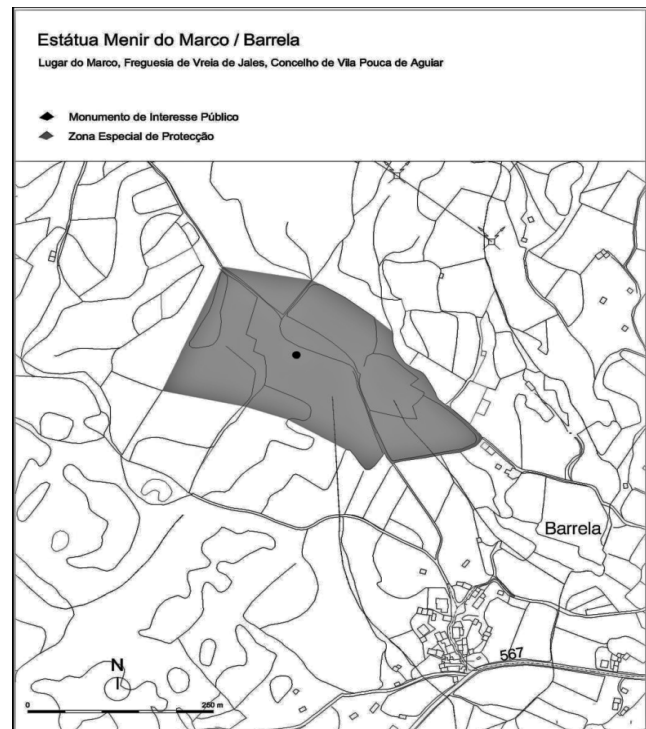 Estátua Menir do Marco / Barrela
Lugar do Marco, Freguesia de Vreia de Jales, Concelho de Vila Pouca de Aguiar
Monumento de Interesse Público
Zona Especial de Protecção
Barrela
567
N
0 250 m